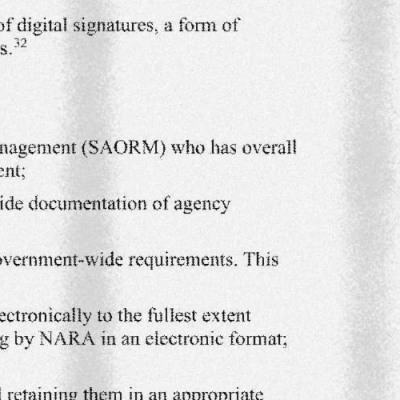 of digital signatures, a form of
s.32
nagement (SAORM) who has overall
ent;
ide documentation of agency
overnment-wide requirements. This
ectronically to the fullest extent
g by NARA in an electronic format;
retaining them in an appropriate